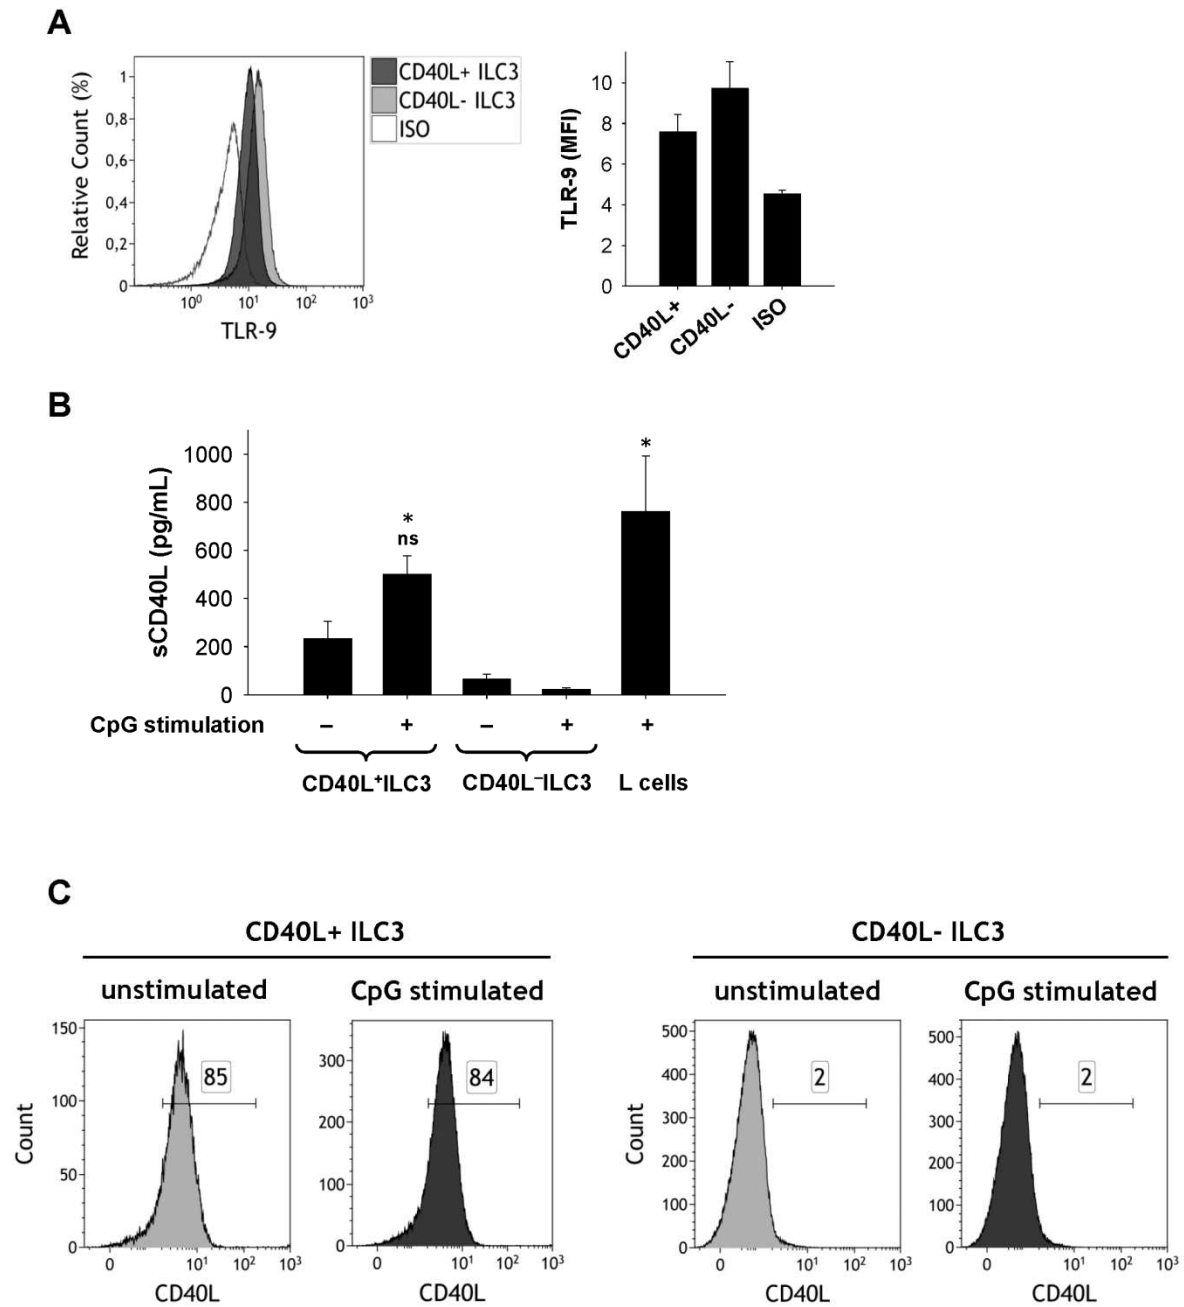 A
Relative Count (%)
1
0,8
0,6
0,4
0,2
0
10⁰ 10¹ 10² 10³
TLR-9
CD40L+ ILC3
CD40L- ILC3
ISO
TLR-9 (MFI)
10
8
6
4
2
0
CD40L+ CD40L- ISO
B
sCD40L (pg/mL)
1000
800
600
400
200
0
*
ns
*
CpG stimulation – + – + +
CD40L⁺ILC3 CD40L⁻ILC3 L cells
C
CD40L+ ILC3
unstimulated CpG stimulated
Count
150
100
50
0
85
0 10¹ 10² 10³
CD40L
300
200
100
0
84
0 10¹ 10² 10³
CD40L
CD40L- ILC3
unstimulated CpG stimulated
Count
500
400
300
200
100
0
2
0 10¹ 10² 10³
CD40L
500
400
300
200
100
0
2
0 10¹ 10² 10³
CD40L